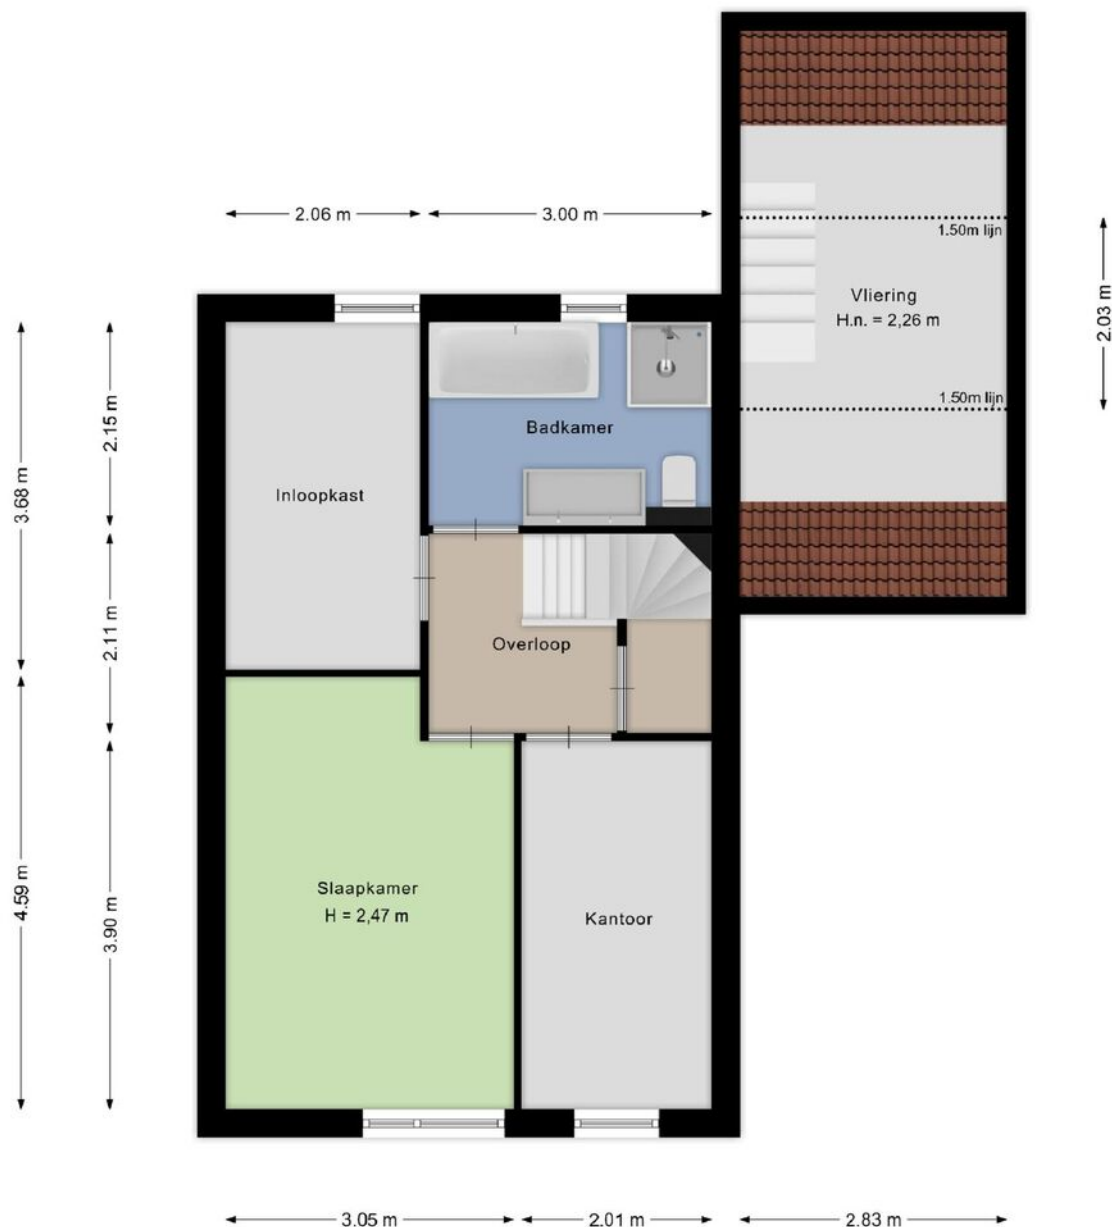 2.06 m
3.00 m
1.50m lijn
Vliering
H.n. = 2,26 m
2.03 m
1.50m lijn
2.15 m
Badkamer
3.68 m
Inloopkast
2.11 m
Overloop
4.59 m
3.90 m
Slaapkamer
H = 2,47 m
Kantoor
3.05 m
2.01 m
2.83 m